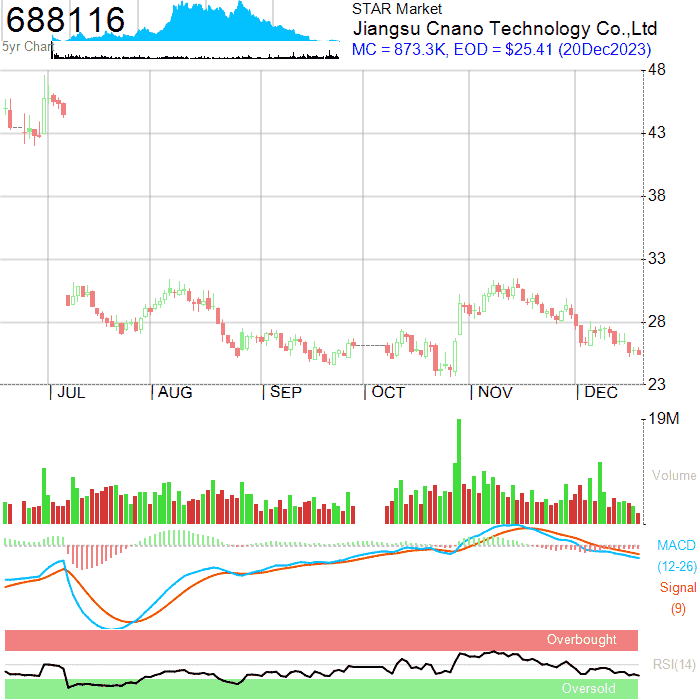 688116
5yr Chart
STAR Market
Jiangsu Cnano Technology Co.,Ltd
MC = 873.3K, EOD = $25.41 (20Dec2023)
48
43
38
33
28
23
JUL AUG SEP OCT NOV DEC
19M
Volume
MACD
(12-26)
Signal
(9)
Overbought
RSI(14)
Oversold